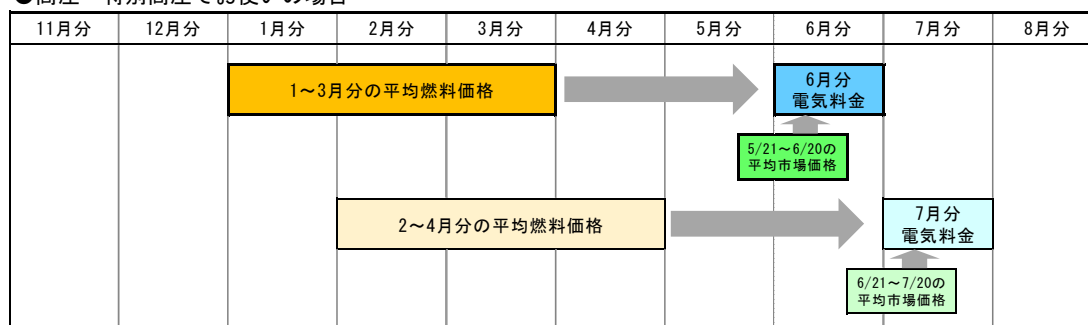 ●高圧・特別高圧でお使いの場合
11月分 12月分 1月分 2月分 3月分 4月分 5月分 6月分 7月分 8月分
1～3月分の平均燃料価格
6月分
電気料金
5/21～6/20の
平均市場価格
2～4月分の平均燃料価格
7月分
電気料金
6/21～7/20の
平均市場価格